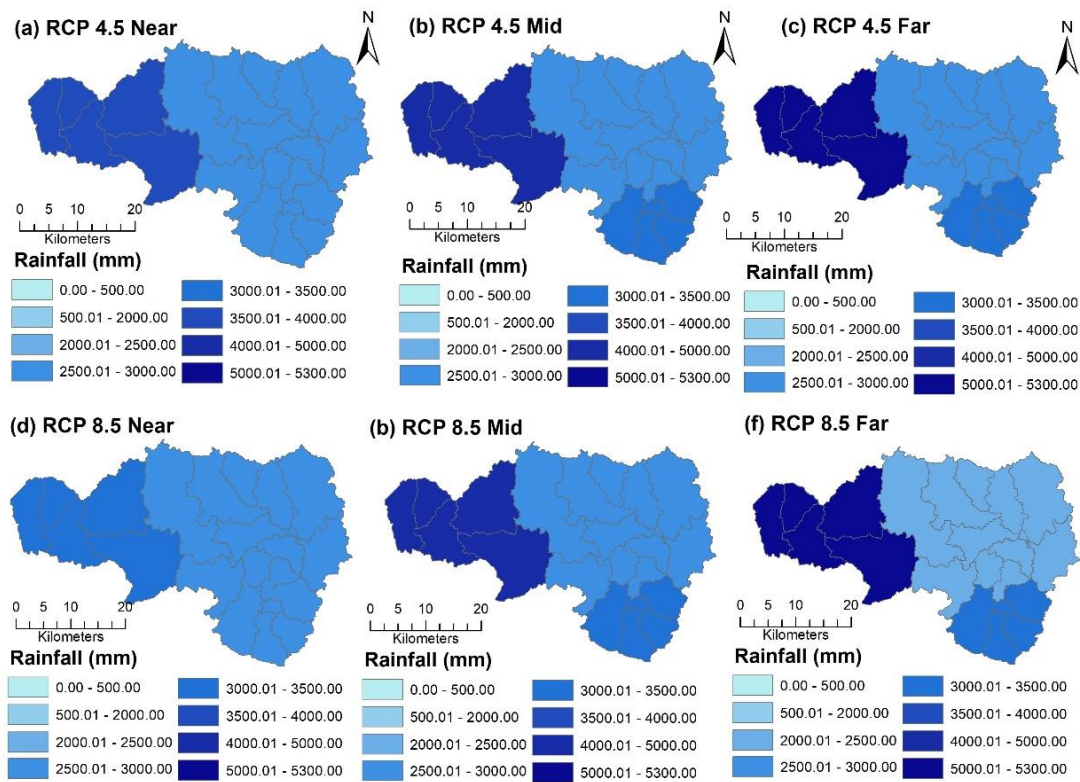 (a) RCP 4.5 Near
N
0 5 10 20
Kilometers
Rainfall (mm)
0.00 - 500.00
500.01 - 2000.00
2000.01 - 2500.00
2500.01 - 3000.00
3000.01 - 3500.00
3500.01 - 4000.00
4000.01 - 5000.00
5000.01 - 5300.00
(b) RCP 4.5 Mid
N
0 5 10 20
Kilometers
Rainfall (mm)
0.00 - 500.00
500.01 - 2000.00
2000.01 - 2500.00
2500.01 - 3000.00
3000.01 - 3500.00
3500.01 - 4000.00
4000.01 - 5000.00
5000.01 - 5300.00
(c) RCP 4.5 Far
N
0 5 10 20
Kilometers
Rainfall (mm)
0.00 - 500.00
500.01 - 2000.00
2000.01 - 2500.00
2500.01 - 3000.00
3000.01 - 3500.00
3500.01 - 4000.00
4000.01 - 5000.00
5000.01 - 5300.00
(d) RCP 8.5 Near
0 5 10 20
Kilometers
Rainfall (mm)
0.00 - 500.00
500.01 - 2000.00
2000.01 - 2500.00
2500.01 - 3000.00
3000.01 - 3500.00
3500.01 - 4000.00
4000.01 - 5000.00
5000.01 - 5300.00
(b) RCP 8.5 Mid
0 5 10 20
Kilometers
Rainfall (mm)
0.00 - 500.00
500.01 - 2000.00
2000.01 - 2500.00
2500.01 - 3000.00
3000.01 - 3500.00
3500.01 - 4000.00
4000.01 - 5000.00
5000.01 - 5300.00
(f) RCP 8.5 Far
0 5 10 20
Kilometers
Rainfall (mm)
0.00 - 500.00
500.01 - 2000.00
2000.01 - 2500.00
2500.01 - 3000.00
3000.01 - 3500.00
3500.01 - 4000.00
4000.01 - 5000.00
5000.01 - 5300.00